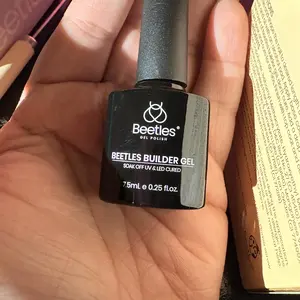 Beetles®
GEL POLISH
BEETLES BUILDER GEL
SOAK OFF UV & LED CURED
7.5mL e 0.25 fl.oz.